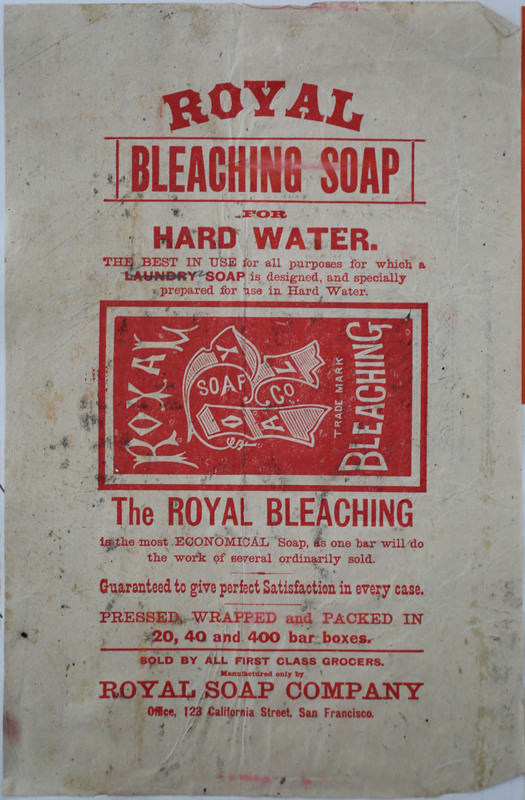 ROYAL
BLEACHING SOAP
FOR
HARD WATER.
THE BEST IN USE for all purposes for which a
LAUNDRY SOAP is designed, and specially
prepared for use in Hard Water.
ROYAL
ROYAL
SOAP
CO
TRADE MARK
BLEACHING
The ROYAL BLEACHING
is the most ECONOMICAL Soap, as one bar will do
the work of several ordinarily sold.
Guaranteed to give perfect Satisfaction in every case.
PRESSED, WRAPPED and PACKED IN
20, 40 and 400 bar boxes.
SOLD BY ALL FIRST CLASS GROCERS.
Manufactured only by
ROYAL SOAP COMPANY
Office, 123 California Street, San Francisco.